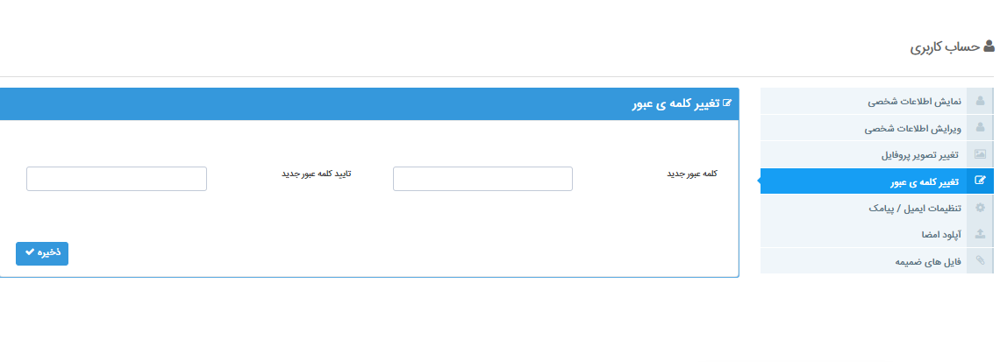 حساب کاربری
نمایش اطلاعات شخصی
ویرایش اطلاعات شخصی
تغییر تصویر پروفایل
تغییر کلمه ی عبور
تنظیمات ایمیل / پیامک
آپلود امضا
فایل های ضمیمه
تغییر کلمه ی عبور
کلمه عبور جدید
تایید کلمه عبور جدید
ذخیره